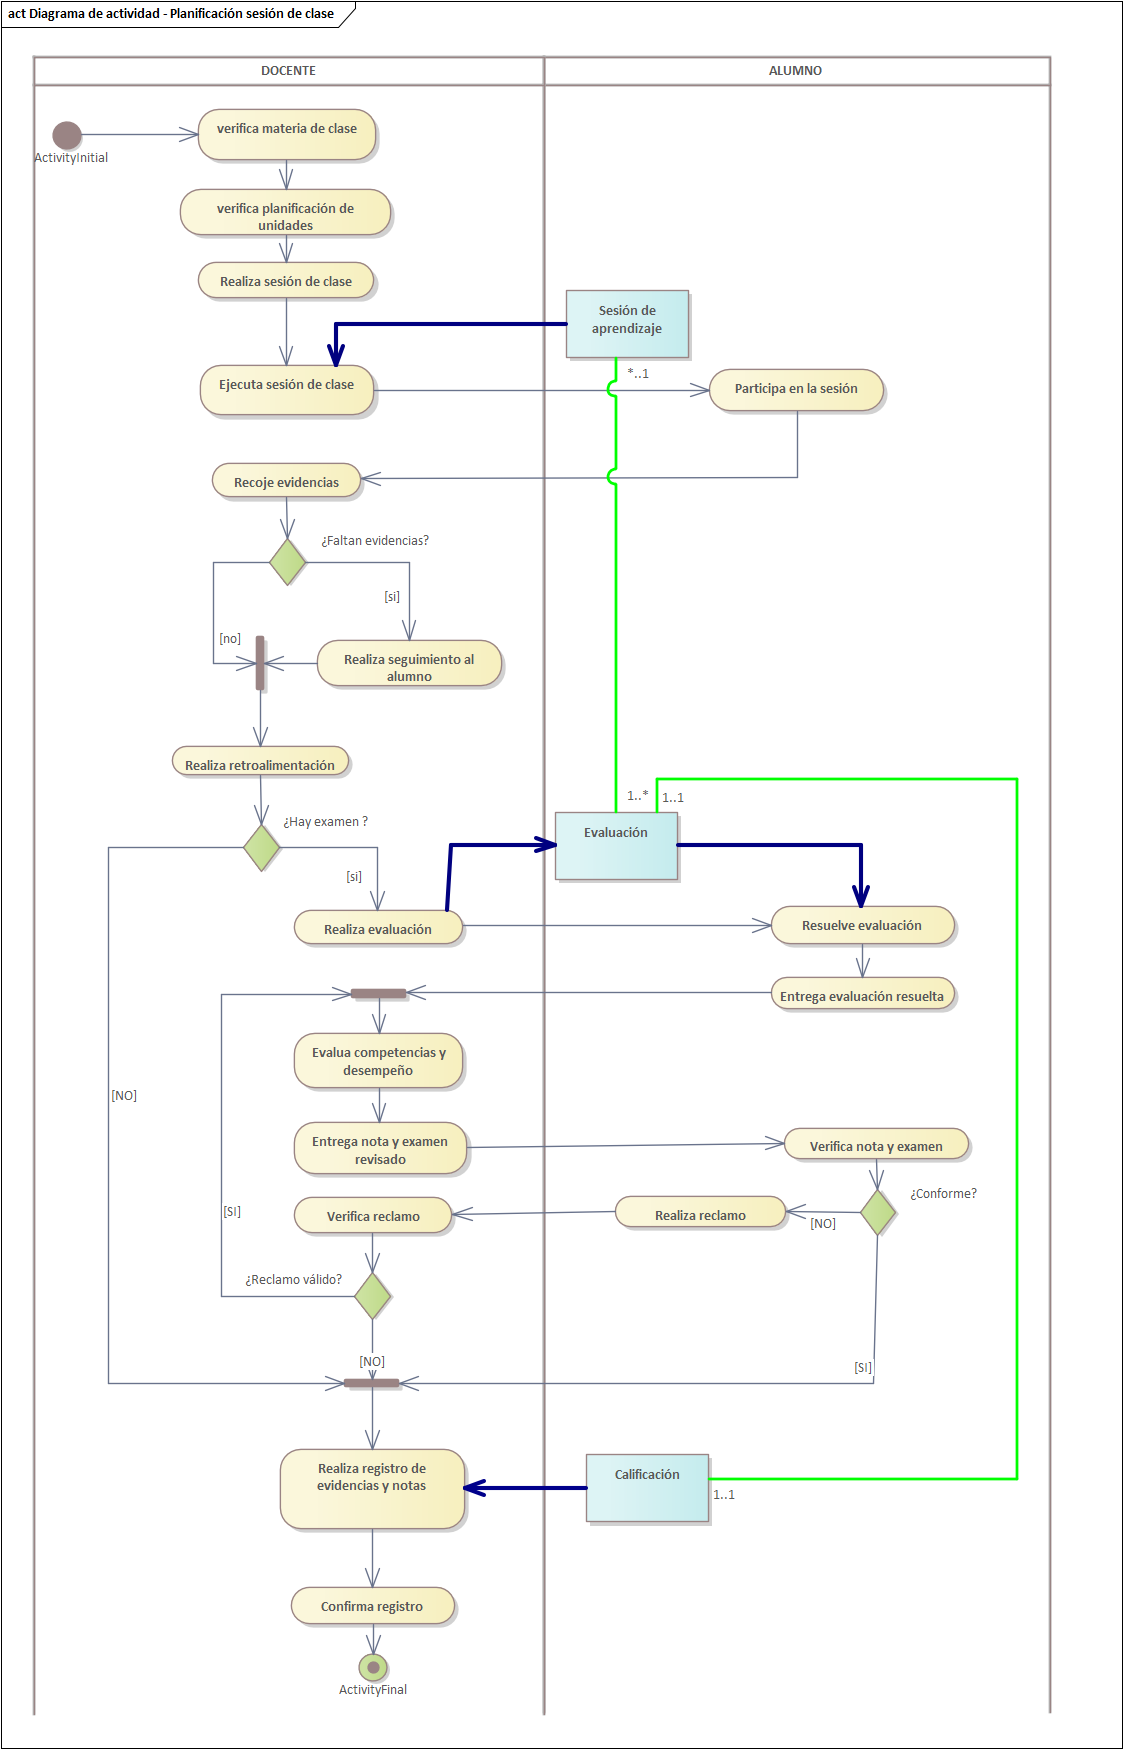 act Diagrama de actividad - Planificación sesión de clase
DOCENTE
ALUMNO
ActivityInitial
verifica materia de clase
verifica planificación de
unidades
Realiza sesión de clase
Sesión de
aprendizaje
*..1
Ejecuta sesión de clase
Participa en la sesión
Recoje evidencias
¿Faltan evidencias?
[si]
[no]
Realiza seguimiento al
alumno
Realiza retroalimentación
1..*
1..1
¿Hay examen ?
Evaluación
[si]
Realiza evaluación
Resuelve evaluación
Entrega evaluación resuelta
Evalua competencias y
desempeño
[NO]
Entrega nota y examen
revisado
Verifica nota y examen
¿Conforme?
[SI]
Verifica reclamo
Realiza reclamo
[NO]
¿Reclamo válido?
[NO]
[SI]
Realiza registro de
evidencias y notas
Calificación
1..1
Confirma registro
ActivityFinal